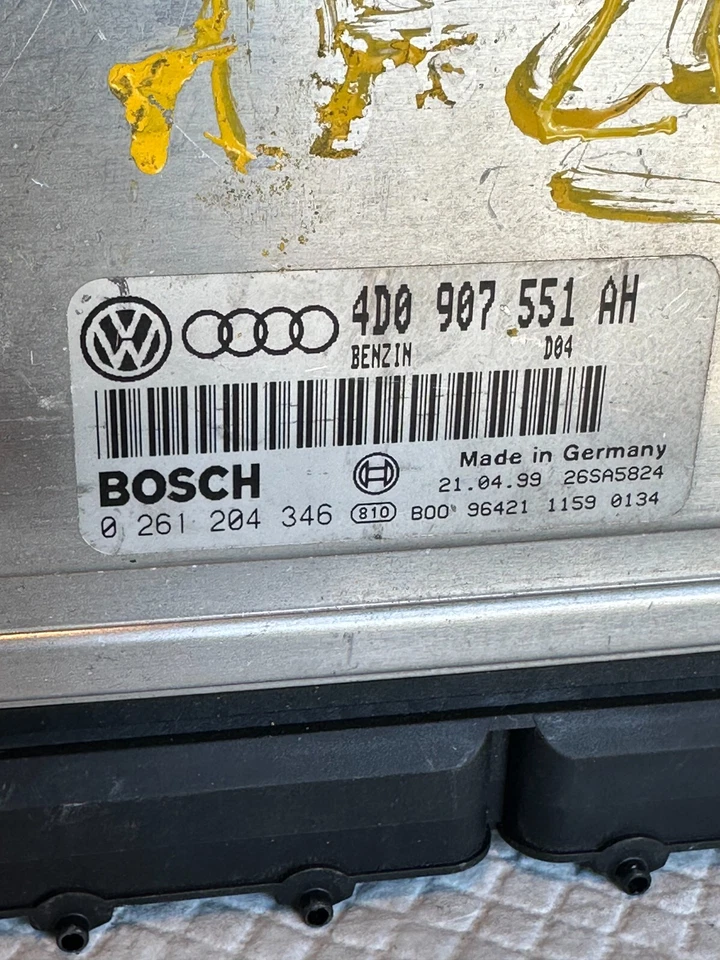 4D0 907 551 AH
BENZIN D04
BOSCH
Made in Germany
21.04.99 26SA5824
0 261 204 346 810 B00 96421 1159 0134